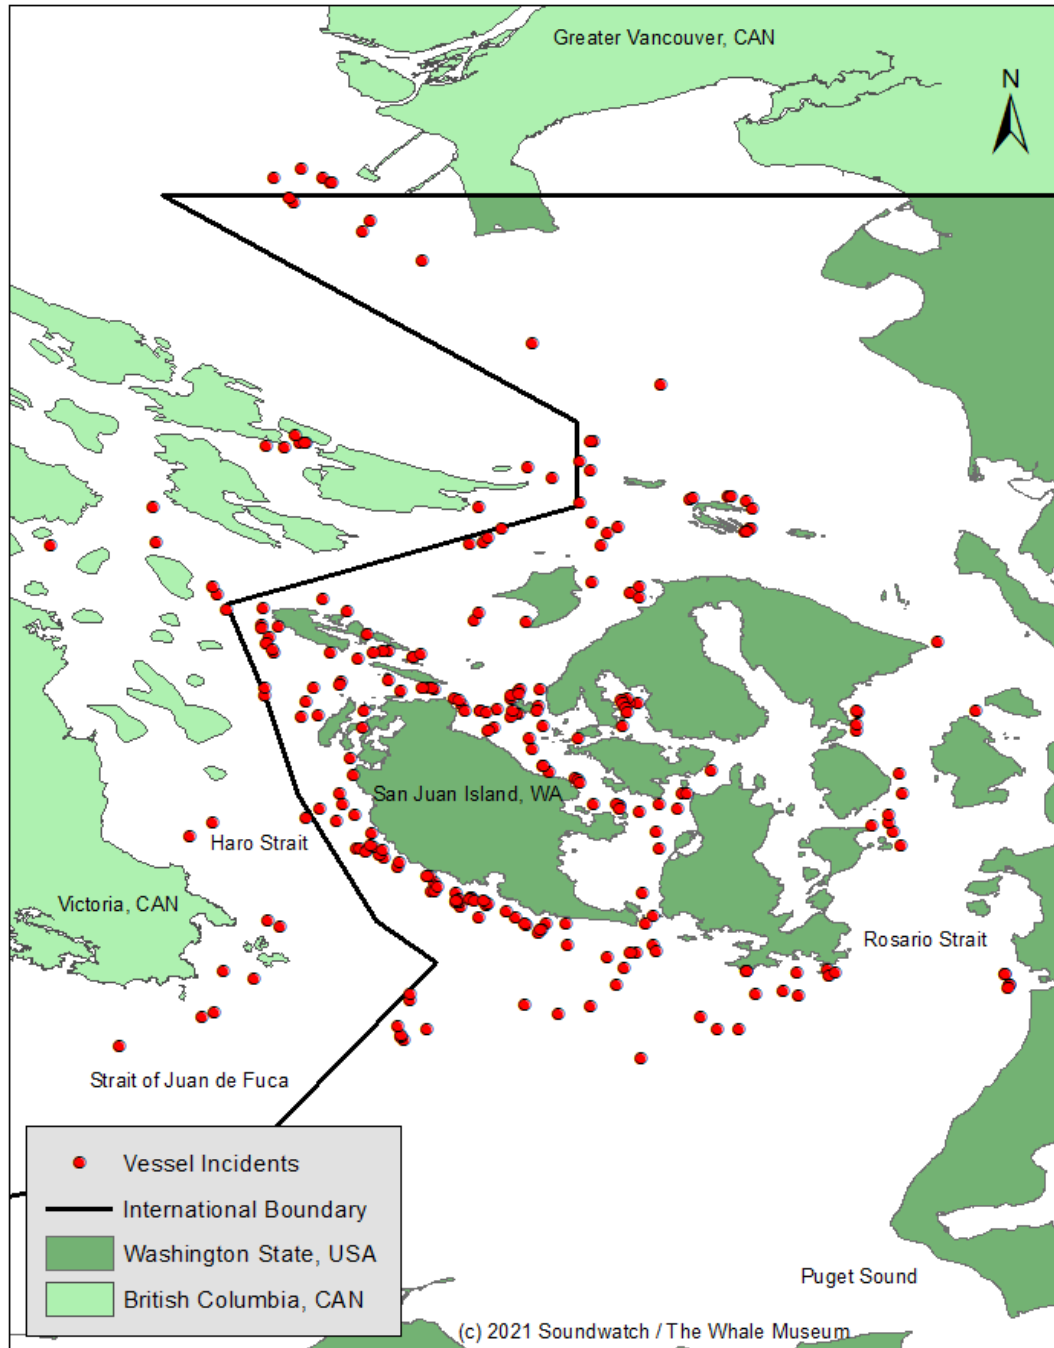 Greater Vancouver, CAN
N
San Juan Island, WA
Haro Strait
Victoria, CAN
Rosario Strait
Strait of Juan de Fuca
Vessel Incidents
International Boundary
Washington State, USA
British Columbia, CAN
Puget Sound
(c) 2021 Soundwatch / The Whale Museum